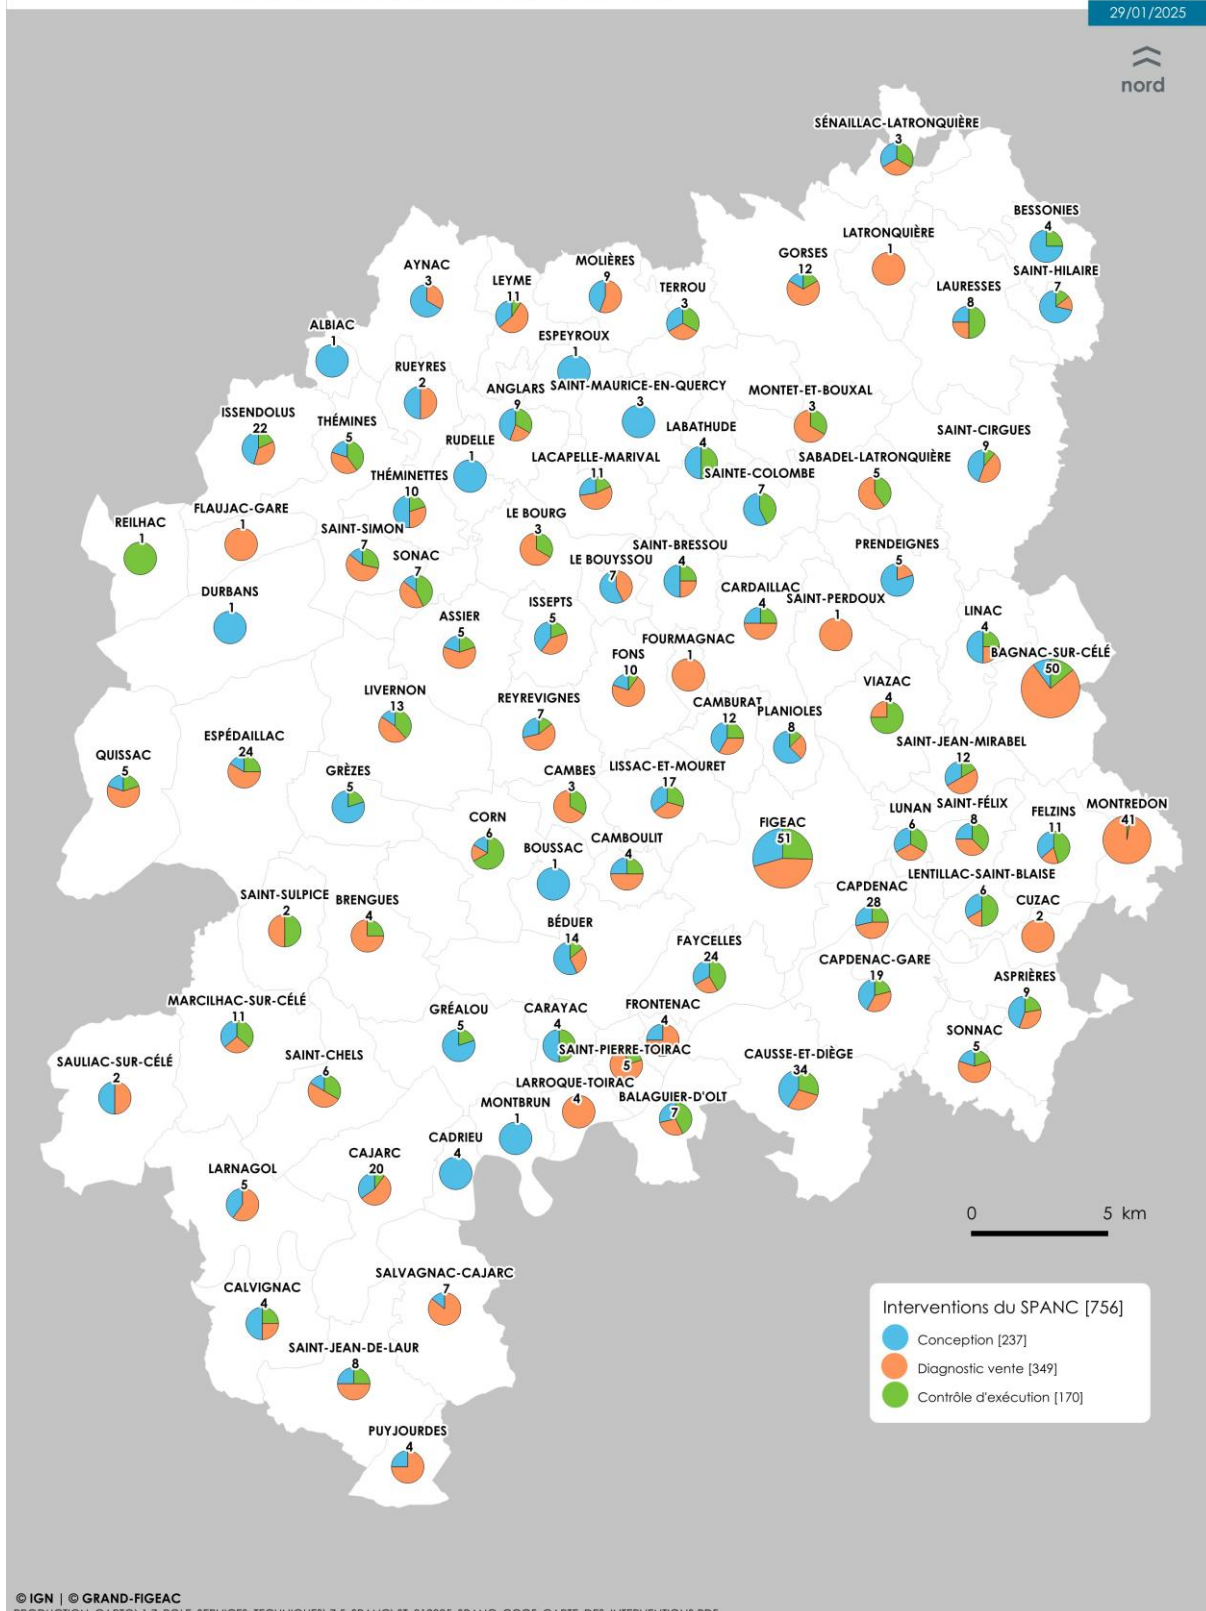 29/01/2025
nord
SÉNAILLAC-LATRONQUIÈRE
3
BESSONIES
4
LATRONQUIÈRE
1
GORSES
12
SAINT-HILAIRE
7
MOLIÈRES
9
AYNAC
3
LEYME
11
TERROU
3
LAURESSES
8
ALBIAC
1
ESPEYROUX
1
RUEYRES
2
ANGLARS
9
SAINT-MAURICE-EN-QUERCY
3
MONTET-ET-BOUXAL
3
ISSENDOLUS
22
THÉMINES
5
LABATHUDE
4
SAINT-CIRGUES
9
RUDELLE
1
LACAPELLE-MARIVAL
11
SABADEL-LATRONQUIÈRE
5
THÉMINETTES
10
SAINTE-COLOMBE
7
FLAUJAC-GARE
1
REILHAC
1
SAINT-SIMON
7
LE BOURG
3
SONAC
7
LE BOUYSSOU
7
SAINT-BRESSOU
4
PRENDEIGNES
5
DURBANS
1
CARDAILLAC
4
SAINT-PERDOUX
1
ASSIER
5
ISSEPTS
5
LINAC
4
FOURMAGNAC
1
BAGNAC-SUR-CÉLÉ
50
FONS
10
VIAZAC
4
LIVERNON
13
REYREVIGNES
7
CAMBURAT
12
PLANIOLES
8
ESPÉDAILLAC
24
SAINT-JEAN-MIRABEL
12
QUISSAC
5
GRÈZES
5
CAMBES
3
LISSAC-ET-MOURET
17
LUNAN
6
SAINT-FÉLIX
8
FELZINS
11
MONTREDON
41
CORN
6
FIGEAC
51
BOUSSAC
1
CAMBOULIT
4
LENTILLAC-SAINT-BLAISE
6
CAPDENAC
28
SAINT-SULPICE
2
BRENGUES
4
CUZAC
2
BÉDUER
14
FAYCELLES
24
CAPDENAC-GARE
19
ASPRIÈRES
9
MARCILHAC-SUR-CÉLÉ
11
GRÉALOU
5
CARAYAC
4
FRONTENAC
4
SONNAC
5
SAULIAC-SUR-CÉLÉ
2
SAINT-CHELS
6
SAINT-PIERRE-TOIRAC
5
CAUSSE-ET-DIÈGE
34
LARROQUE-TOIRAC
4
BALAGUIER-D'OLT
7
MONTBRUN
1
CADRIEU
4
CAJARC
20
LARNAGOL
5
0 5 km
SALVAGNAC-CAJARC
7
CALVIGNAC
4
SAINT-JEAN-DE-LAUR
8
PUYJOURDES
4
Interventions du SPANC [756]
Conception [237]
Diagnostic vente [349]
Contrôle d'exécution [170]
© IGN | © GRAND-FIGEAC